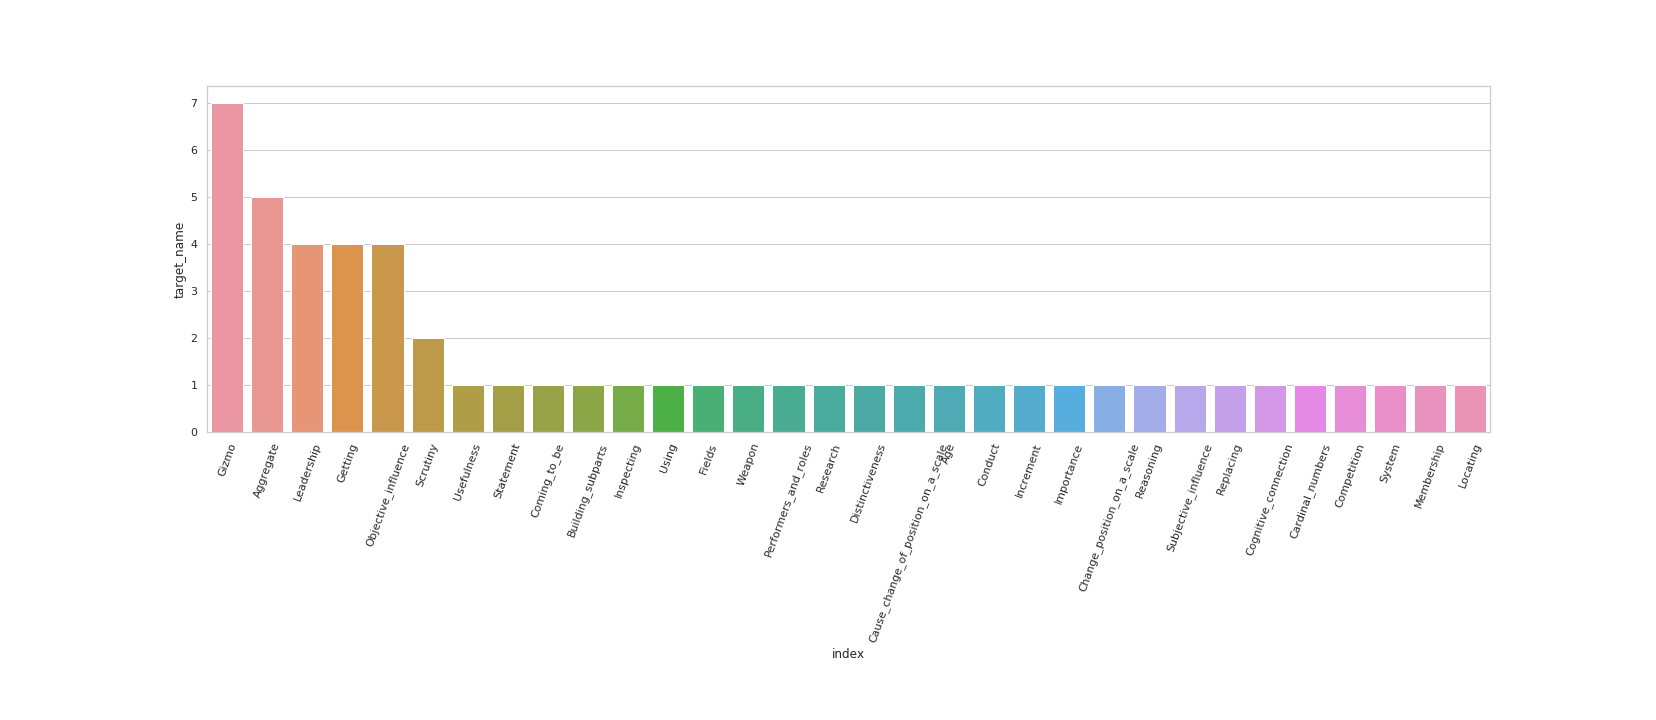 target_name
7
6
5
4
3
2
1
0
Gizmo
Aggregate
Leadership
Getting
Objective_influence
Scrutiny
Usefulness
Statement
Coming_to_be
Building_subparts
Inspecting
Using
Fields
Weapon
Performers_and_roles
Research
Distinctiveness
Cause_change_of_position_on_a_scale
Age
Conduct
Increment
Importance
Change_position_on_a_scale
Reasoning
Subjective_influence
Replacing
Cognitive_connection
Cardinal_numbers
Competition
System
Membership
Locating
index